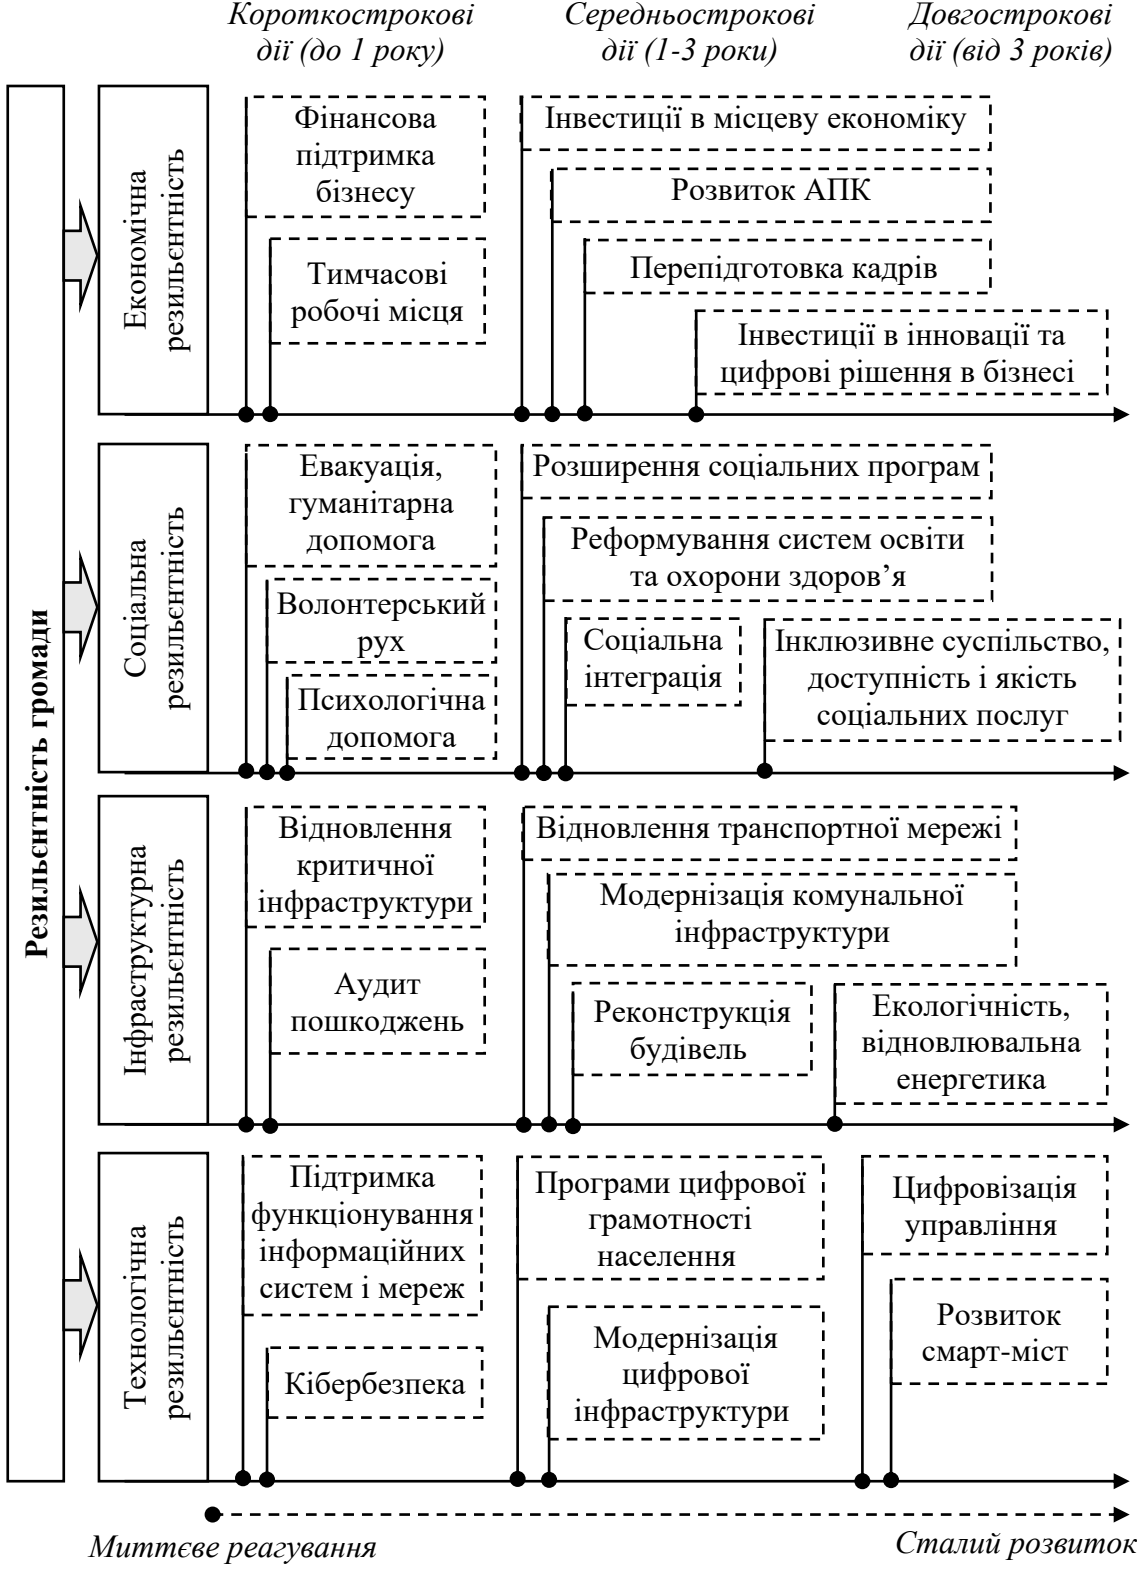 Короткострокові
дії (до 1 року)
Середньострокові
дії (1-3 роки)
Довгострокові
дії (від 3 років)
Резильєнтність громади
Економічна
резильєнтність
Фінансова
підтримка
бізнесу
Тимчасові
робочі місця
Інвестиції в місцеву економіку
Розвиток АПК
Перепідготовка кадрів
Інвестиції в інновації та
цифрові рішення в бізнесі
Соціальна
резильєнтність
Евакуація,
гуманітарна
допомога
Волонтерський
рух
Психологічна
допомога
Розширення соціальних програм
Реформування систем освіти
та охорони здоров’я
Соціальна
інтеграція
Інклюзивне суспільство,
доступність і якість
соціальних послуг
Інфраструктурна
резильєнтність
Відновлення
критичної
інфраструктури
Аудит
пошкоджень
Відновлення транспортної мережі
Модернізація комунальної
інфраструктури
Реконструкція
будівель
Екологічність,
відновлювальна
енергетика
Технологічна
резильєнтність
Підтримка
функціонування
інформаційних
систем і мереж
Кібербезпека
Програми цифрової
грамотності
населення
Модернізація
цифрової
інфраструктури
Цифровізація
управління
Розвиток
смарт-міст
Миттєве реагування
Сталий розвиток